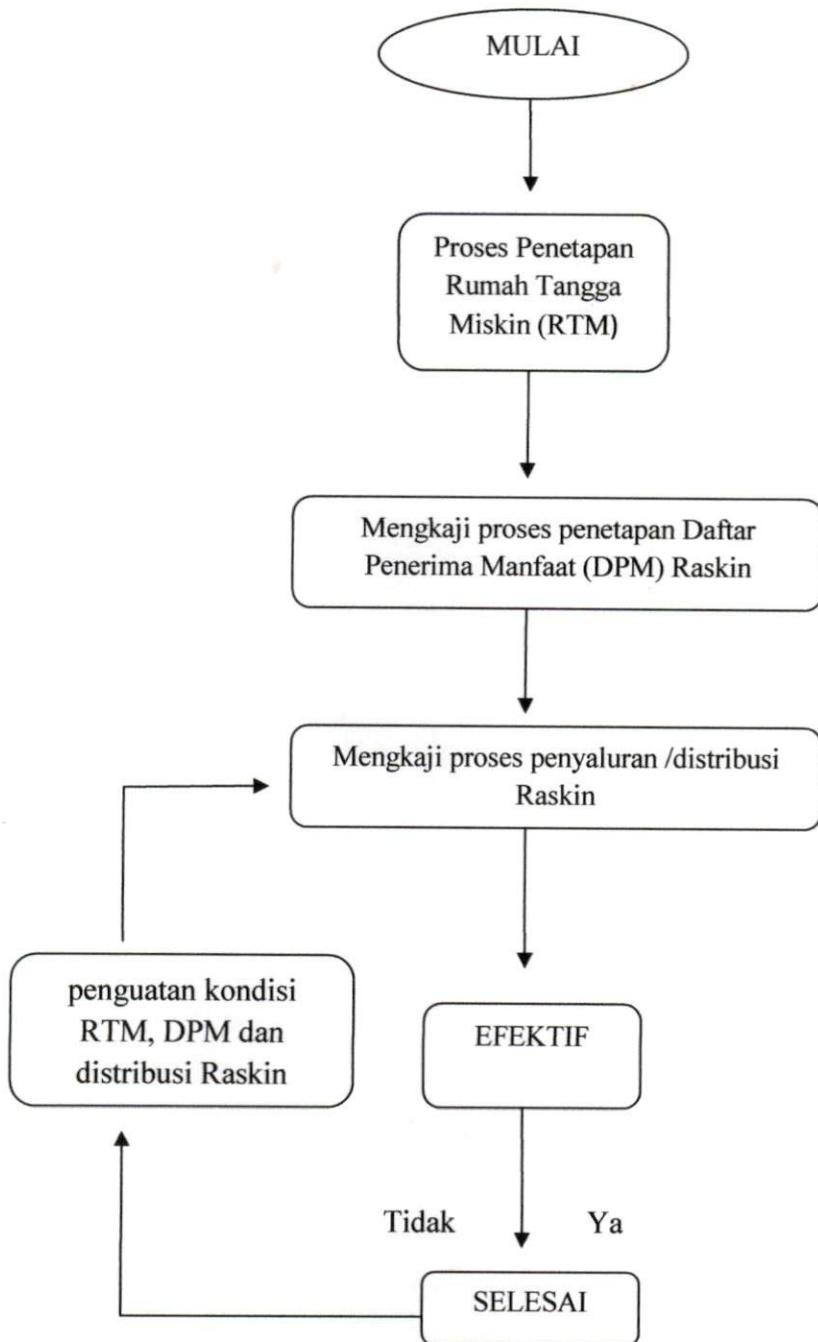 MULAI
Proses Penetapan
Rumah Tangga
Miskin (RTM)
Mengkaji proses penetapan Daftar
Penerima Manfaat (DPM) Raskin
Mengkaji proses penyaluran /distribusi
Raskin
penguatan kondisi
RTM, DPM dan
distribusi Raskin
EFEKTIF
Tidak
Ya
SELESAI